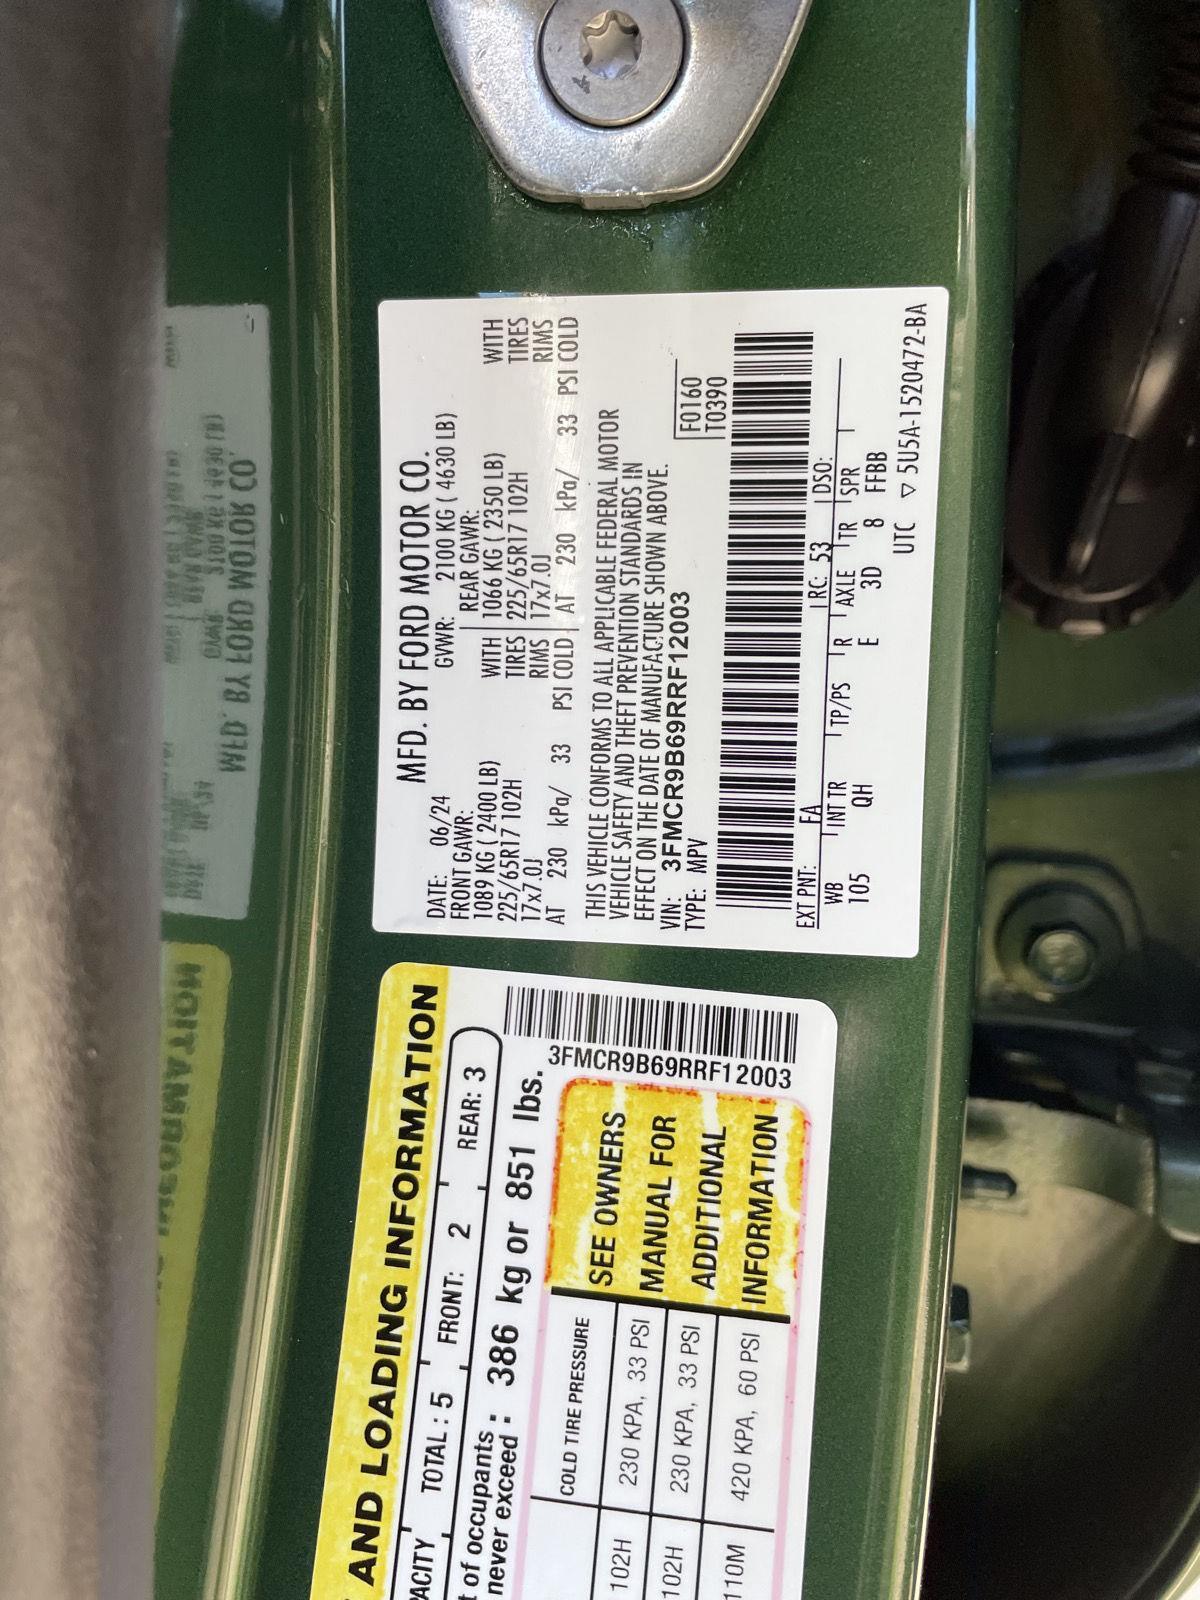 MFD. BY FORD MOTOR CO.
DATE: 06/24 GVWR: 2100 KG ( 4630 LB)
FRONT GAWR: REAR GAWR:
1089 KG ( 2400 LB) WITH 1066 KG ( 2350 LB) WITH
225/65R17 102H TIRES 225/65R17 102H TIRES
17x7.0J RIMS 17x7.0J RIMS
AT 230 kPa/ 33 PSI COLD AT 230 kPa/ 33 PSI COLD
THIS VEHICLE CONFORMS TO ALL APPLICABLE FEDERAL MOTOR
VEHICLE SAFETY AND THEFT PREVENTION STANDARDS IN
EFFECT ON THE DATE OF MANUFACTURE SHOWN ABOVE.
VIN: 3FMCR9B69RRF12003 F0160
TYPE: MPV T0390
EXT PNT: FA RC: 53 DSO:
WB INT TR TP/PS R AXLE TR SPR
105 QH E 3D 8 FFBB
UTC ▽ 5U5A-1520472-BA
AND LOADING INFORMATION
TOTAL : 5 FRONT: 2 REAR: 3
of occupants
never exceed : 386 kg or 851 lbs.
3FMCR9B69RRF12003
COLD TIRE PRESSURE
102H 230 KPA, 33 PSI
102H 230 KPA, 33 PSI
110M 420 KPA, 60 PSI
SEE OWNERS
MANUAL FOR
ADDITIONAL
INFORMATION